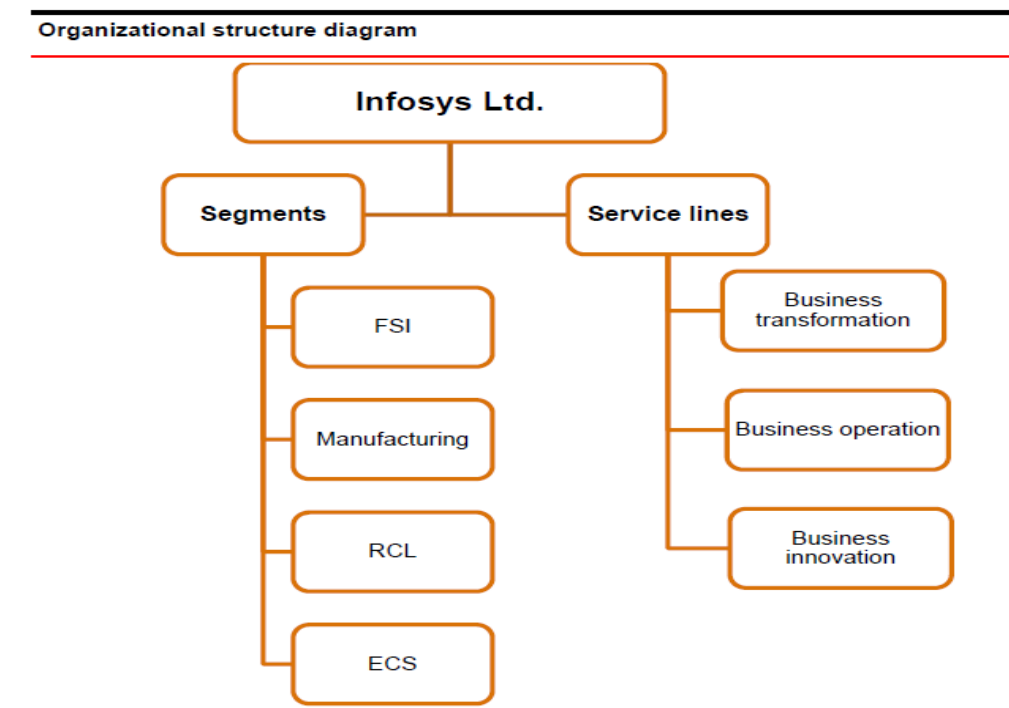 Organizational structure diagram
Infosys Ltd.
Segments
Service lines
FSI
Manufacturing
RCL
ECS
Business
transformation
Business operation
Business
innovation